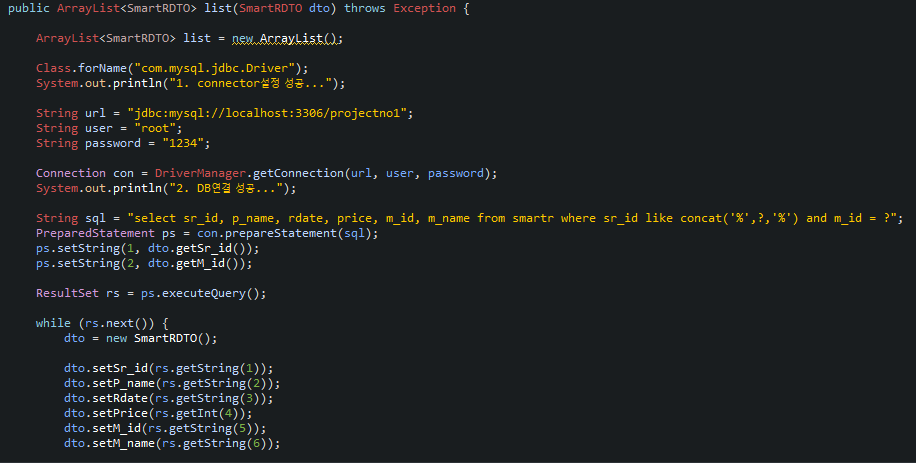 public ArrayList<SmartRDTO> list(SmartRDTO dto) throws Exception {
ArrayList<SmartRDTO> list = new ArrayList();
Class.forName("com.mysql.jdbc.Driver");
System.out.println("1. connector설정 성공...");
String url = "jdbc:mysql://localhost:3306/projectno1";
String user = "root";
String password = "1234";
Connection con = DriverManager.getConnection(url, user, password);
System.out.println("2. DB연결 성공...");
String sql = "select sr_id, p_name, rdate, price, m_id, m_name from smartr where sr_id like concat('%',?,'%') and m_id = ?";
PreparedStatement ps = con.prepareStatement(sql);
ps.setString(1, dto.getSr_id());
ps.setString(2, dto.getM_id());
ResultSet rs = ps.executeQuery();
while (rs.next()) {
dto = new SmartRDTO();
dto.setSr_id(rs.getString(1));
dto.setP_name(rs.getString(2));
dto.setRdate(rs.getString(3));
dto.setPrice(rs.getInt(4));
dto.setM_id(rs.getString(5));
dto.setM_name(rs.getString(6));